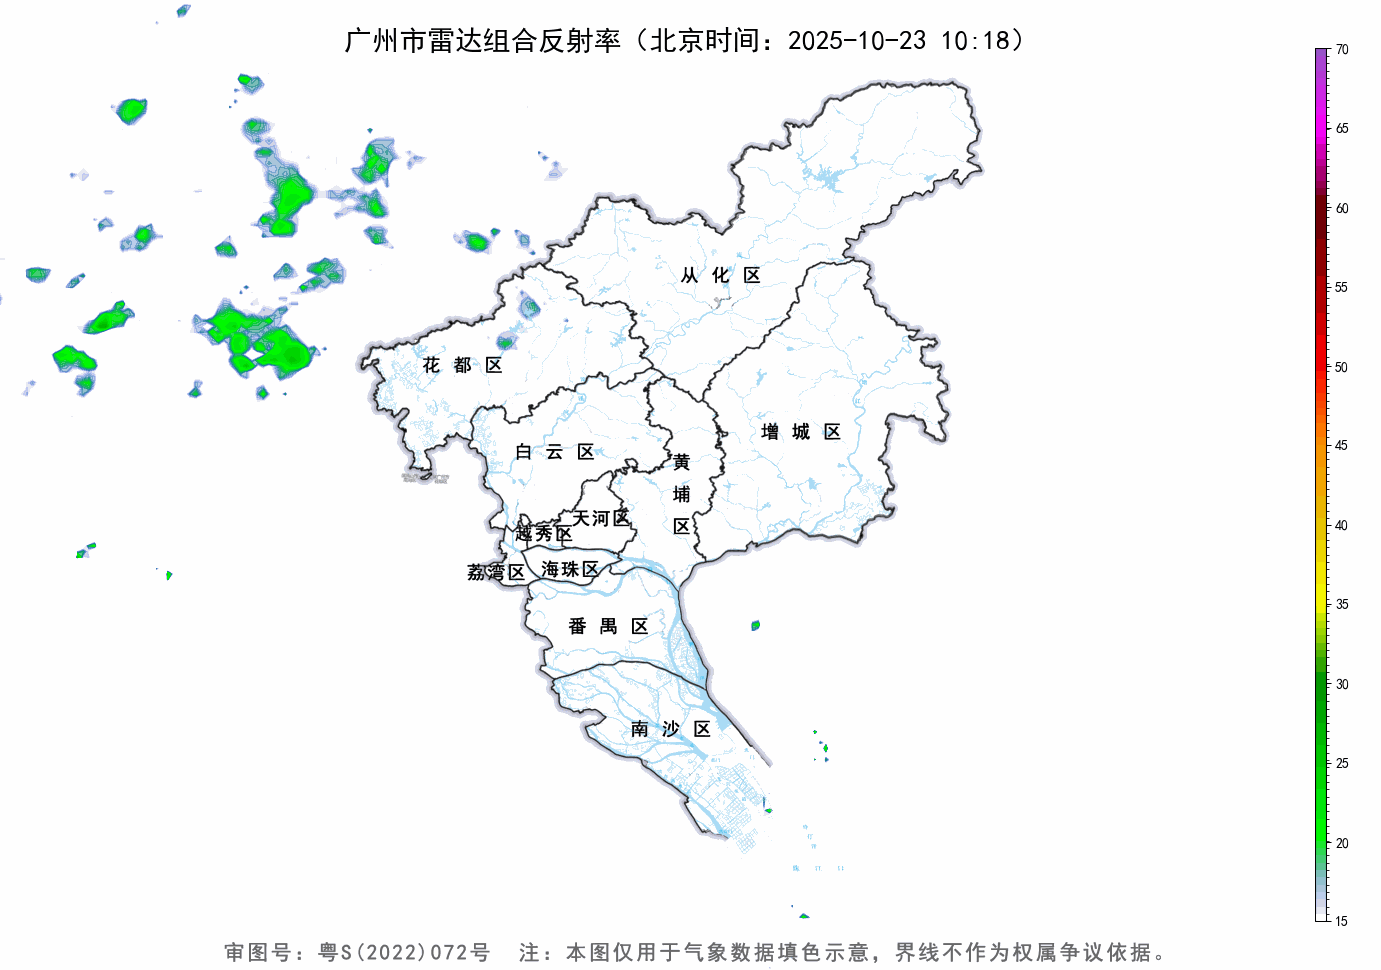 广州市雷达组合反射率（北京时间：2025-10-23 10:18）
70
65
60
55
50
45
40
35
30
25
20
15
从化区
花都区
增城区
白云区
黄埔区
天河区
越秀区
荔湾区
海珠区
番禺区
南沙区
审图号：粤S(2022)072号 注：本图仅用于气象数据填色示意，界线不作为权属争议依据。